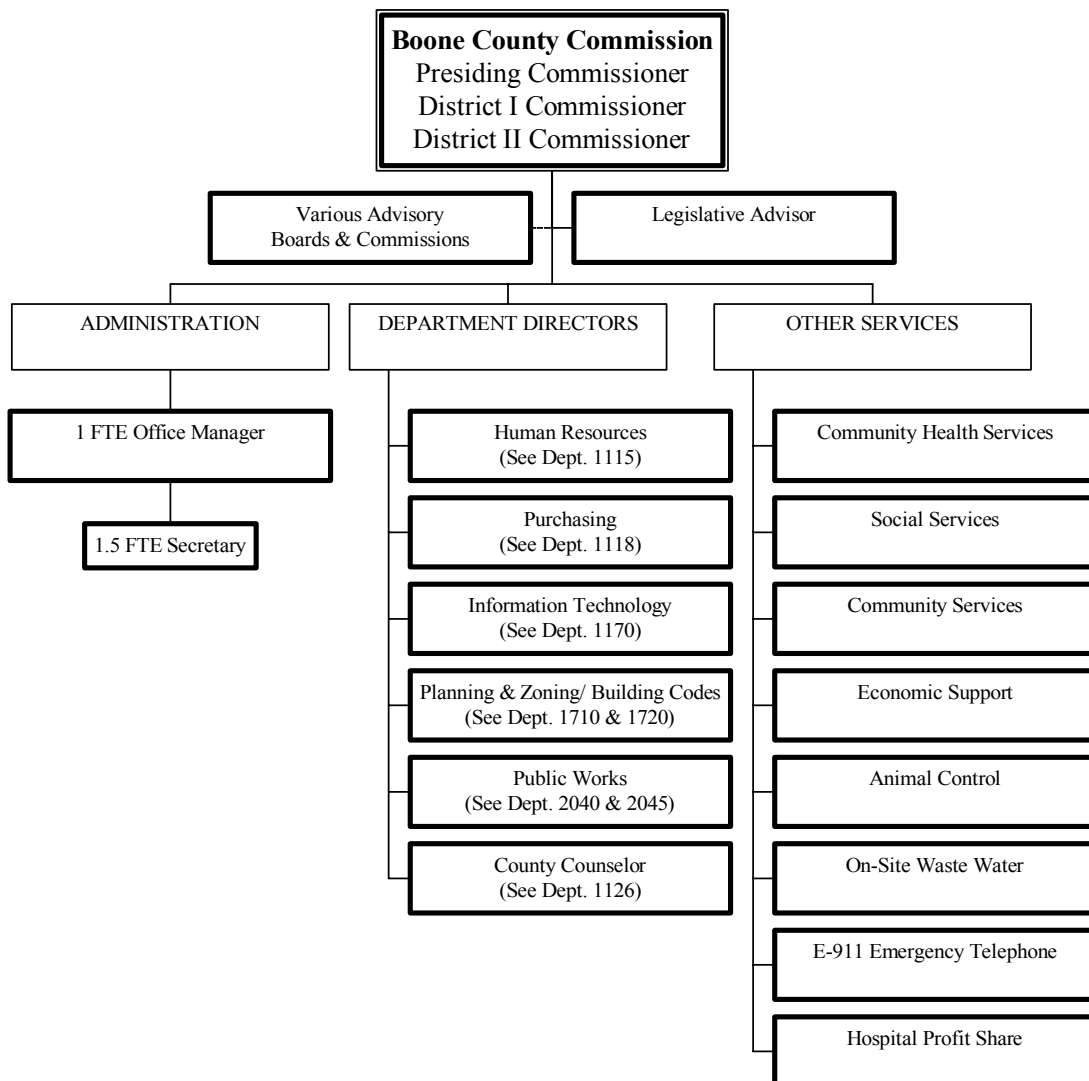 Boone County Commission
Presiding Commissioner
District I Commissioner
District II Commissioner
Various Advisory
Boards & Commissions
Legislative Advisor
ADMINISTRATION
DEPARTMENT DIRECTORS
OTHER SERVICES
1 FTE Office Manager
1.5 FTE Secretary
Human Resources
(See Dept. 1115)
Purchasing
(See Dept. 1118)
Information Technology
(See Dept. 1170)
Planning & Zoning/ Building Codes
(See Dept. 1710 & 1720)
Public Works
(See Dept. 2040 & 2045)
County Counselor
(See Dept. 1126)
Community Health Services
Social Services
Community Services
Economic Support
Animal Control
On-Site Waste Water
E-911 Emergency Telephone
Hospital Profit Share